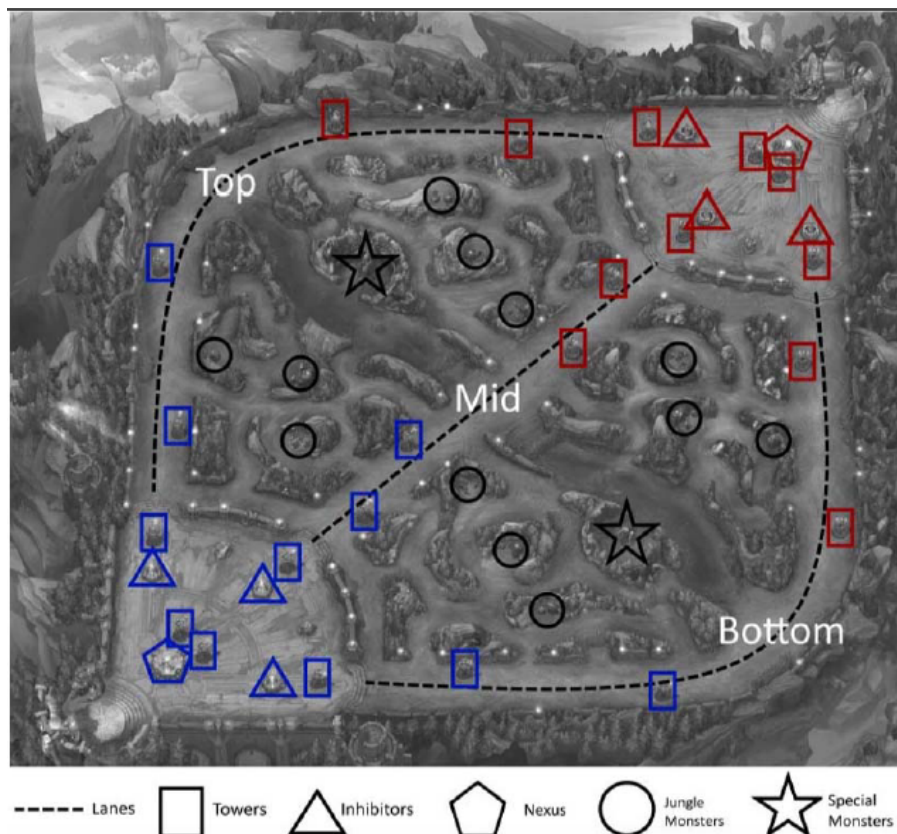 Top
Mid
Bottom
Lanes
Towers
Inhibitors
Nexus
Jungle
Monsters
Special
Monsters